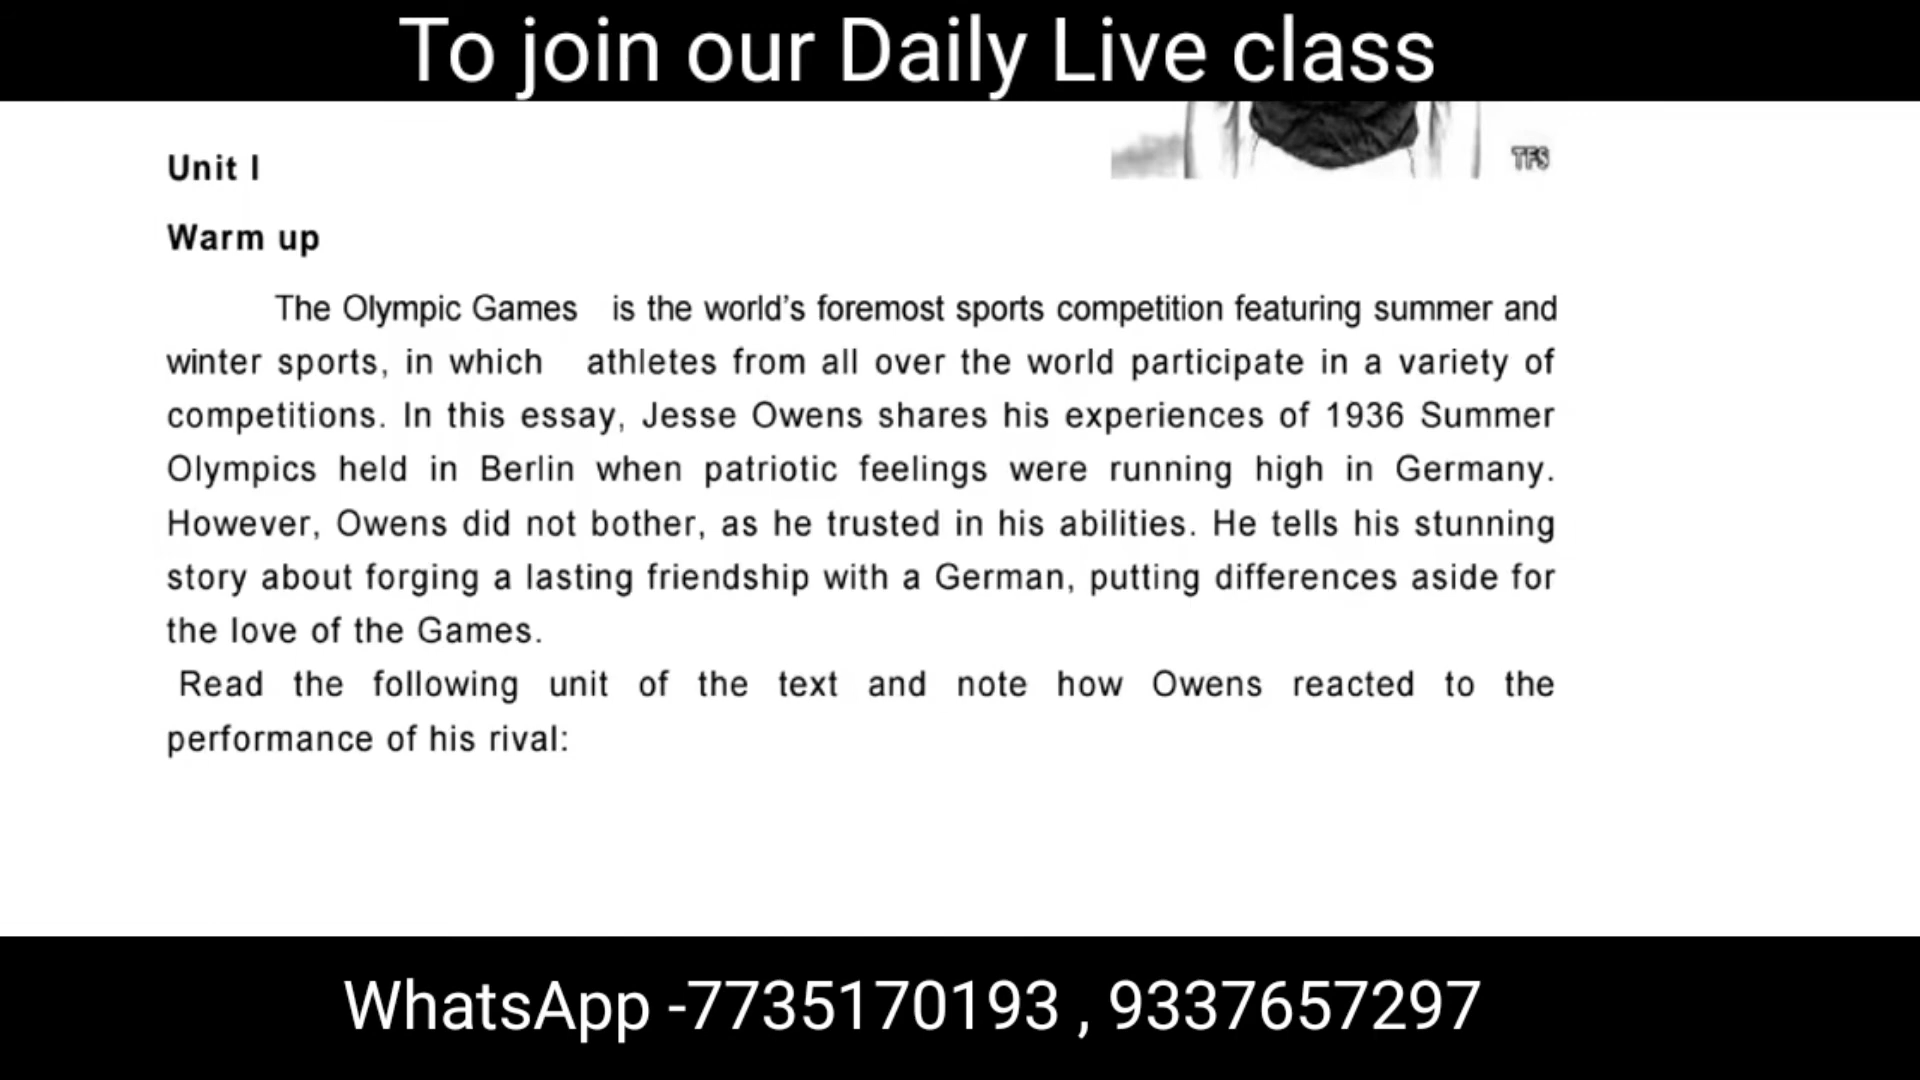 To join our Daily Live class
TFS
Unit I
Warm up
The Olympic Games is the world's foremost sports competition featuring summer and
winter sports, in which athletes from all over the world participate in a variety of
competitions. In this essay, Jesse Owens shares his experiences of 1936 Summer
Olympics held in Berlin when patriotic feelings were running high in Germany.
However, Owens did not bother, as he trusted in his abilities. He tells his stunning
story about forging a lasting friendship with a German, putting differences aside for
the love of the Games.
Read the following unit of the text and note how Owens reacted to the
performance of his rival:
WhatsApp -7735170193 , 9337657297